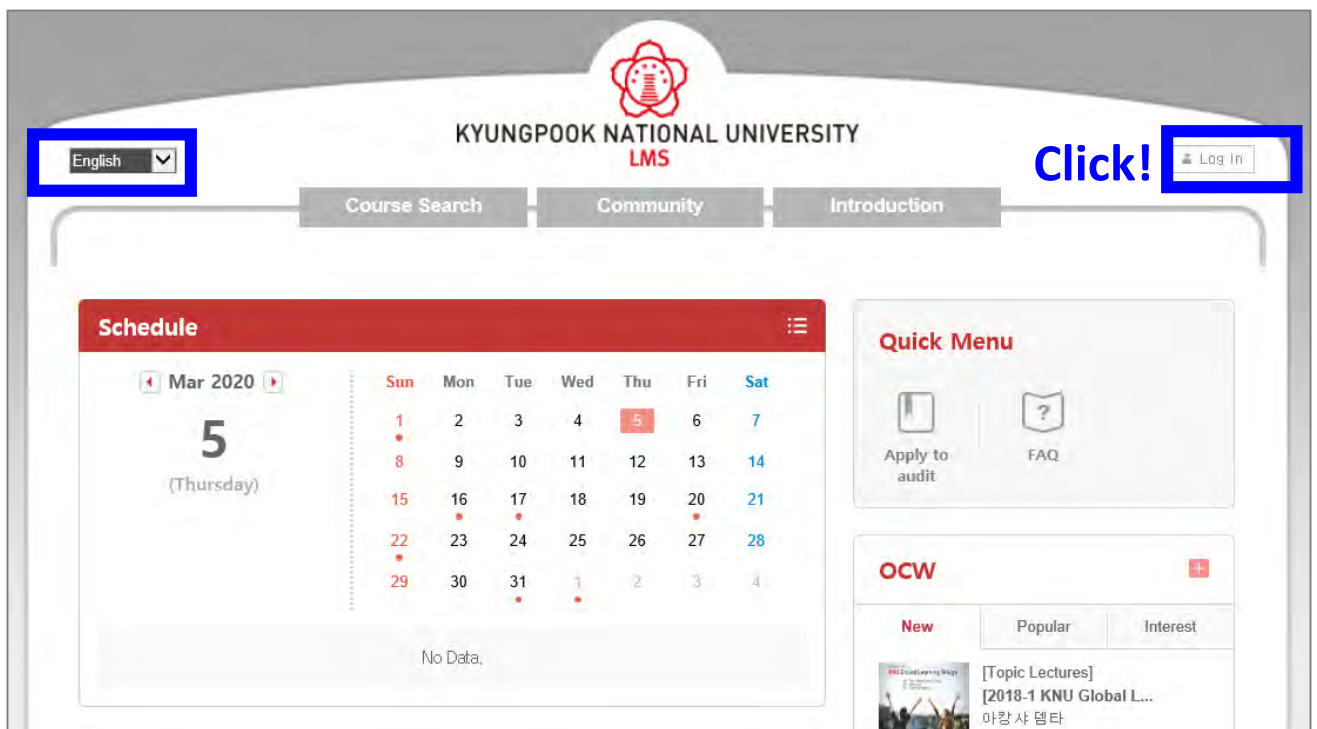 KYUNGPOOK NATIONAL UNIVERSITY
LMS
English
Click!
Log In
Course Search
Community
Introduction
Schedule
Mar 2020
5
(Thursday)
Sun Mon Tue Wed Thu Fri Sat
1 2 3 4 5 6 7
8 9 10 11 12 13 14
15 16 17 18 19 20 21
22 23 24 25 26 27 28
29 30 31 1 2 3 4
No Data.
Quick Menu
Apply to
audit
?
FAQ
OCW
New
Popular
Interest
[Topic Lectures]
[2018-1 KNU Global L...
아캉샤 뎀타